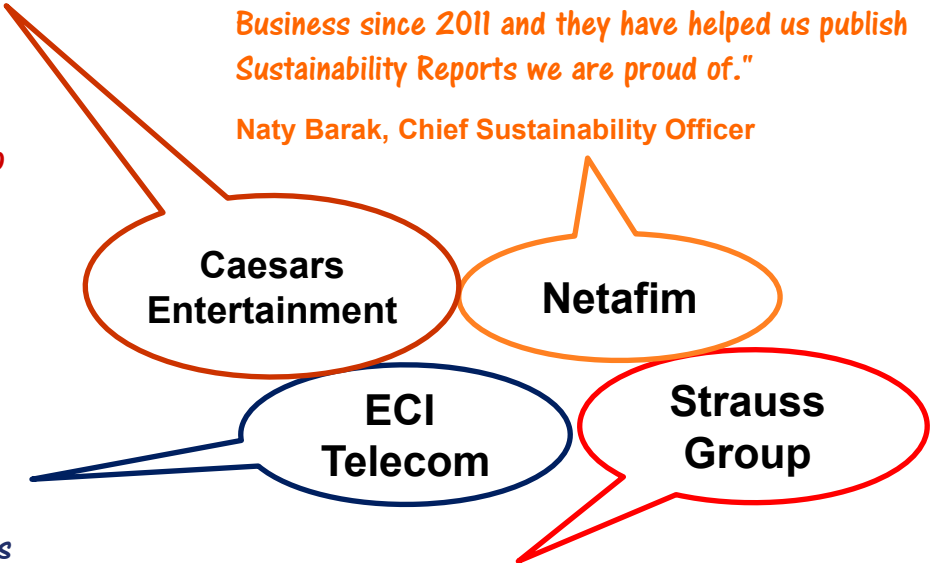 Business since 2011 and they have helped us publish
Sustainability Reports we are proud of."
Naty Barak, Chief Sustainability Officer
Caesars
Entertainment
Netafim
ECI
Telecom
Strauss
Group